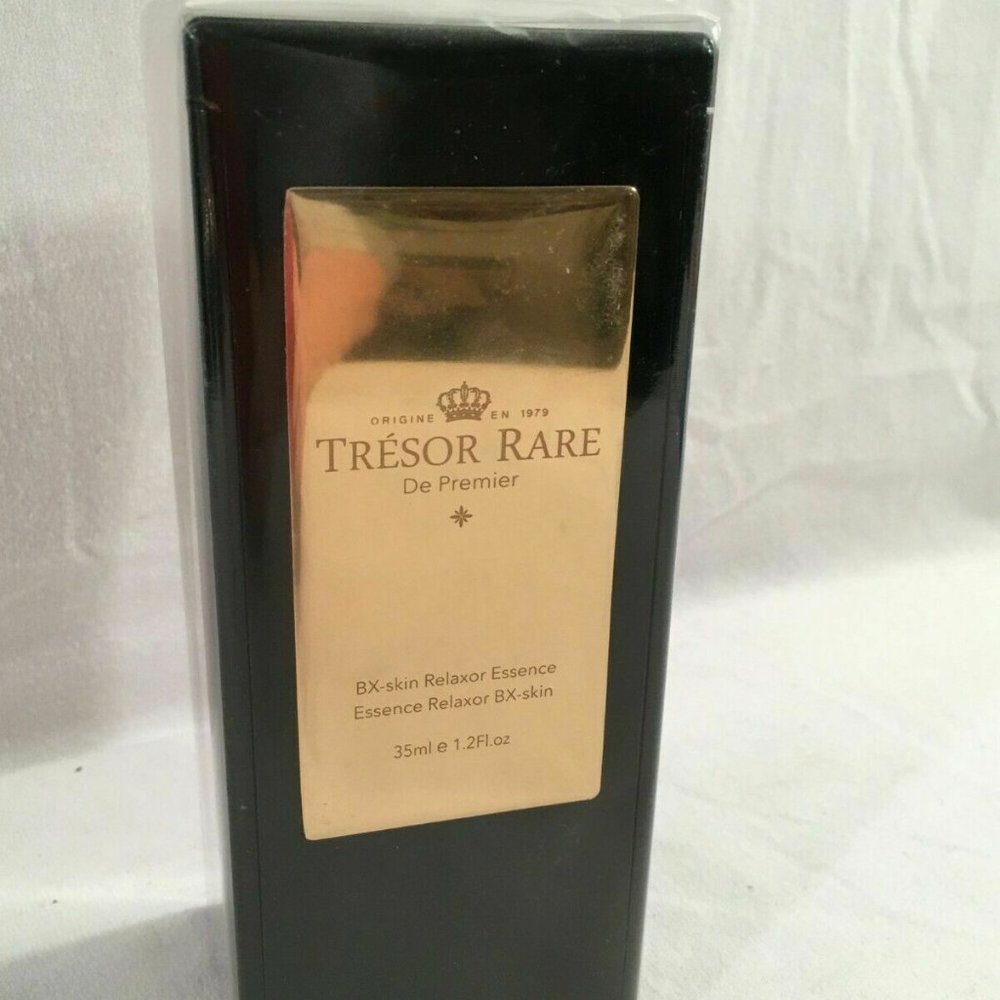 ORIGINE EN 1979
TRÉSOR RARE
De Premier
BX-skin Relaxor Essence
Essence Relaxor BX-skin
35ml e 1.2Fl.oz